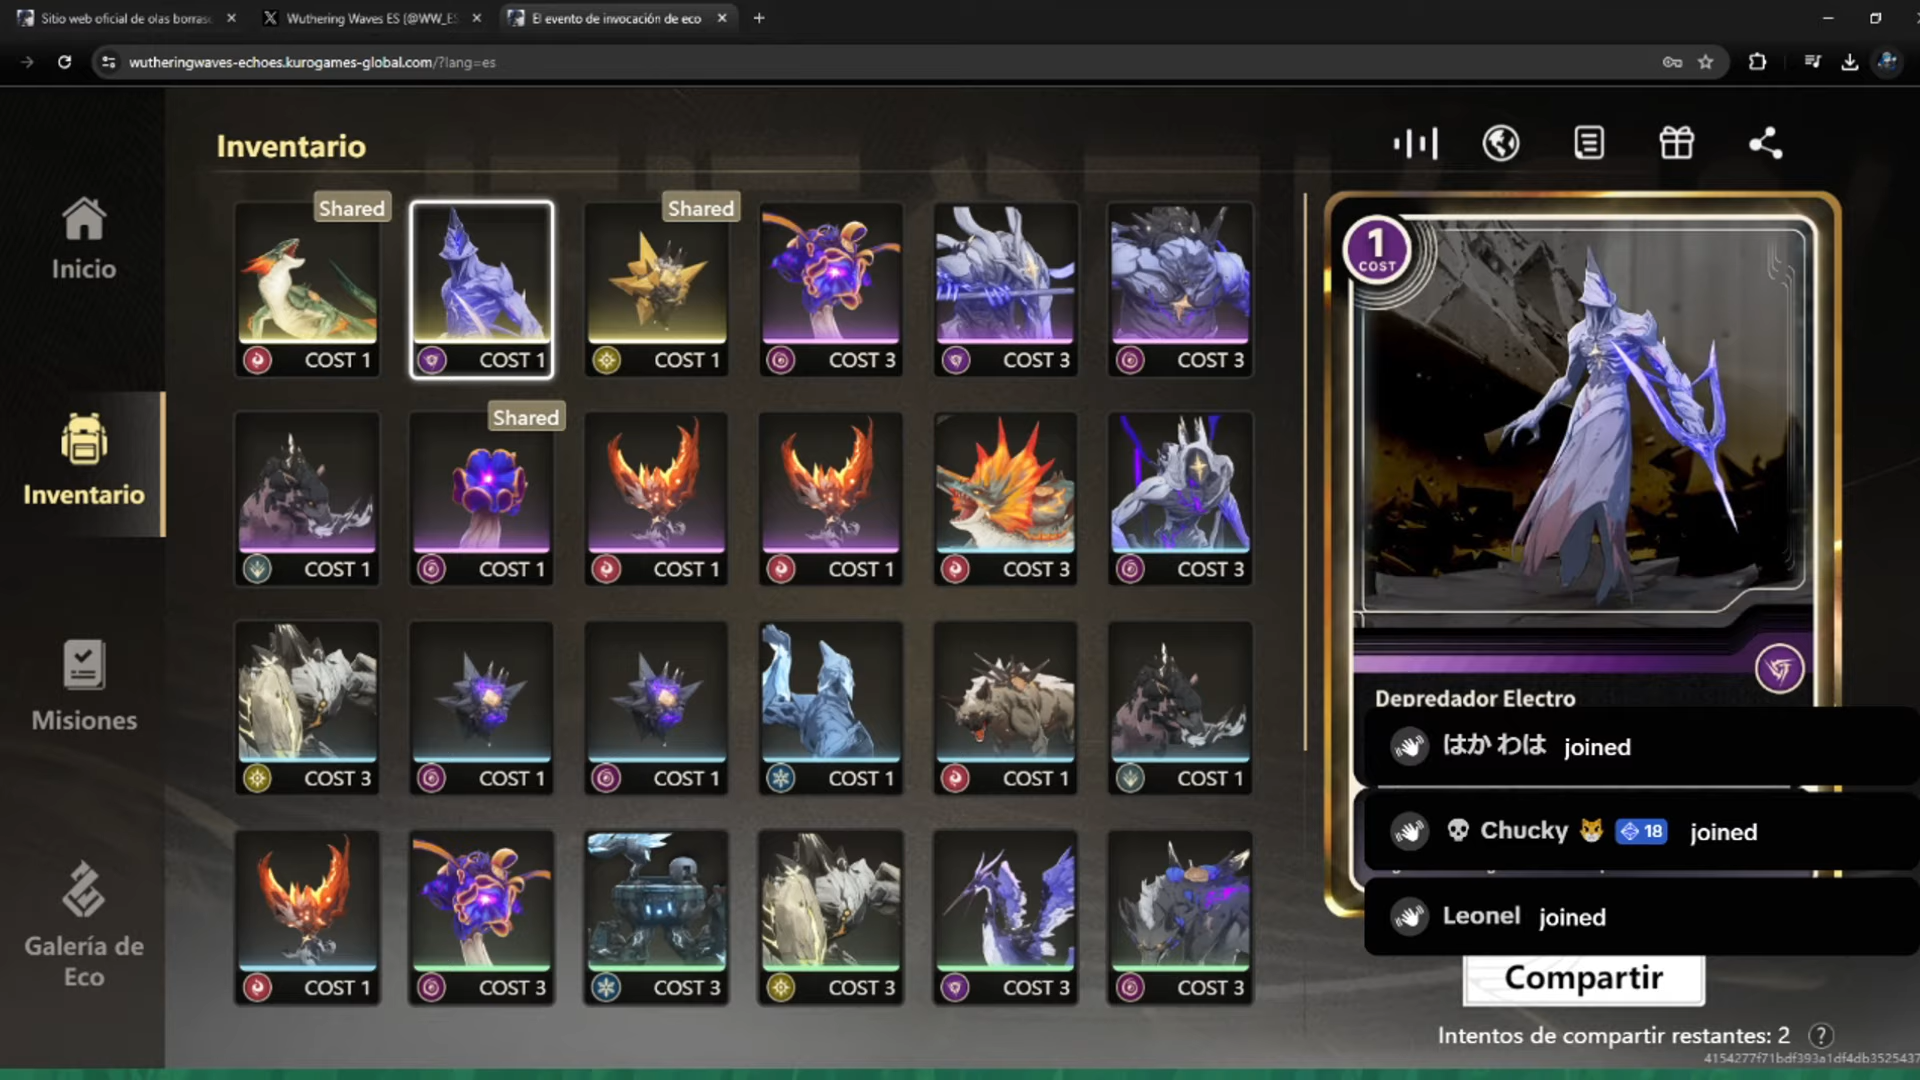 Sitio web oficial de olas borras
Wuthering Waves ES (@WW_ES
El evento de invocación de eco
wutheringwaves-echoes.kurogames-global.com/?lang=es
Inventario
Inicio
Inventario
Misiones
Galería de
Eco
Shared
Shared
COST 1
COST 1
COST 1
COST 3
COST 3
COST 3
Shared
COST 1
COST 1
COST 1
COST 1
COST 3
COST 3
COST 3
COST 1
COST 1
COST 1
COST 1
COST 1
COST 1
COST 3
COST 3
COST 3
COST 3
COST 3
1
COST
Depredador Electro
はか わは joined
Chucky 18 joined
Leonel joined
Compartir
Intentos de compartir restantes: 2
?
4154277f71bdf393a1df4db3525437